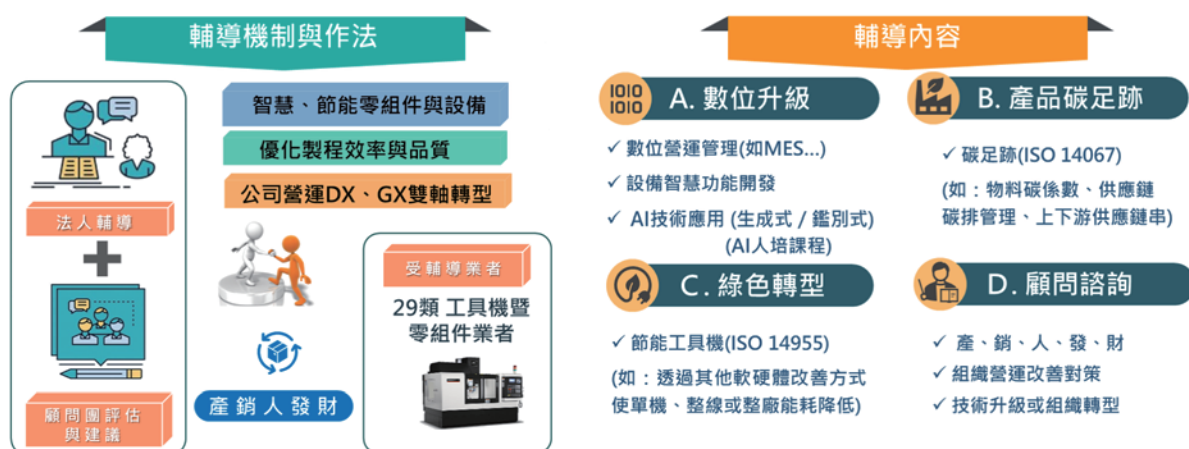 輔導機制與作法
法人輔導
顧問團評估
與建議
智慧、節能零組件與設備
優化製程效率與品質
公司營運DX、GX雙軸轉型
產銷人發財
受輔導業者
29類 工具機暨
零組件業者
輔導內容
1010
1010
A. 數位升級
✓ 數位營運管理(如MES...)
✓ 設備智慧功能開發
✓ AI技術應用 (生成式 / 鑑別式)
(AI人培課程)
B. 產品碳足跡
✓ 碳足跡(ISO 14067)
(如：物料碳係數、供應鏈
碳排管理、上下游供應鏈串)
C. 綠色轉型
✓ 節能工具機(ISO 14955)
(如：透過其他軟硬體改善方式
使單機、整線或整廠能耗降低)
D. 顧問諮詢
✓ 產、銷、人、發、財
✓ 組織營運改善對策
✓ 技術升級或組織轉型